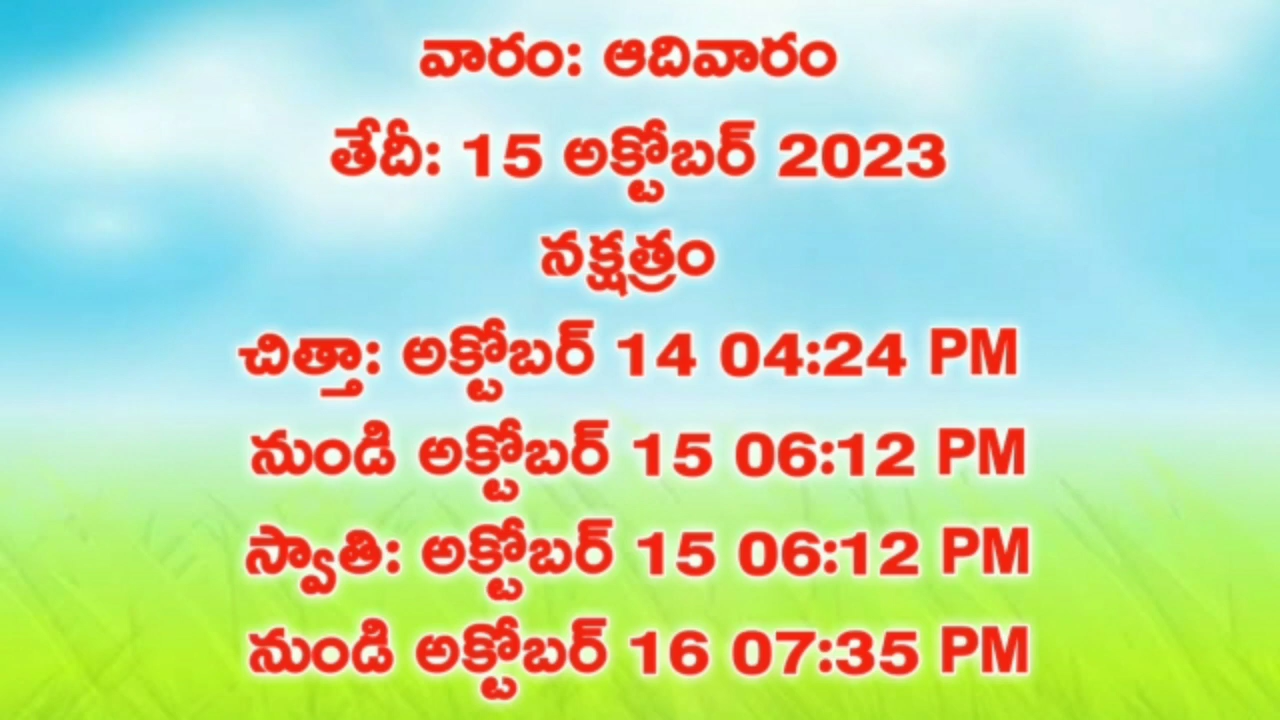 వారం: ఆదివారం
తేదీ: 15 అక్టోబర్ 2023
నక్షత్రం
చిత్తా: అక్టోబర్ 14 04:24 PM
నుండి అక్టోబర్ 15 06:12 PM
స్వాతి: అక్టోబర్ 15 06:12 PM
నుండి అక్టోబర్ 16 07:35 PM